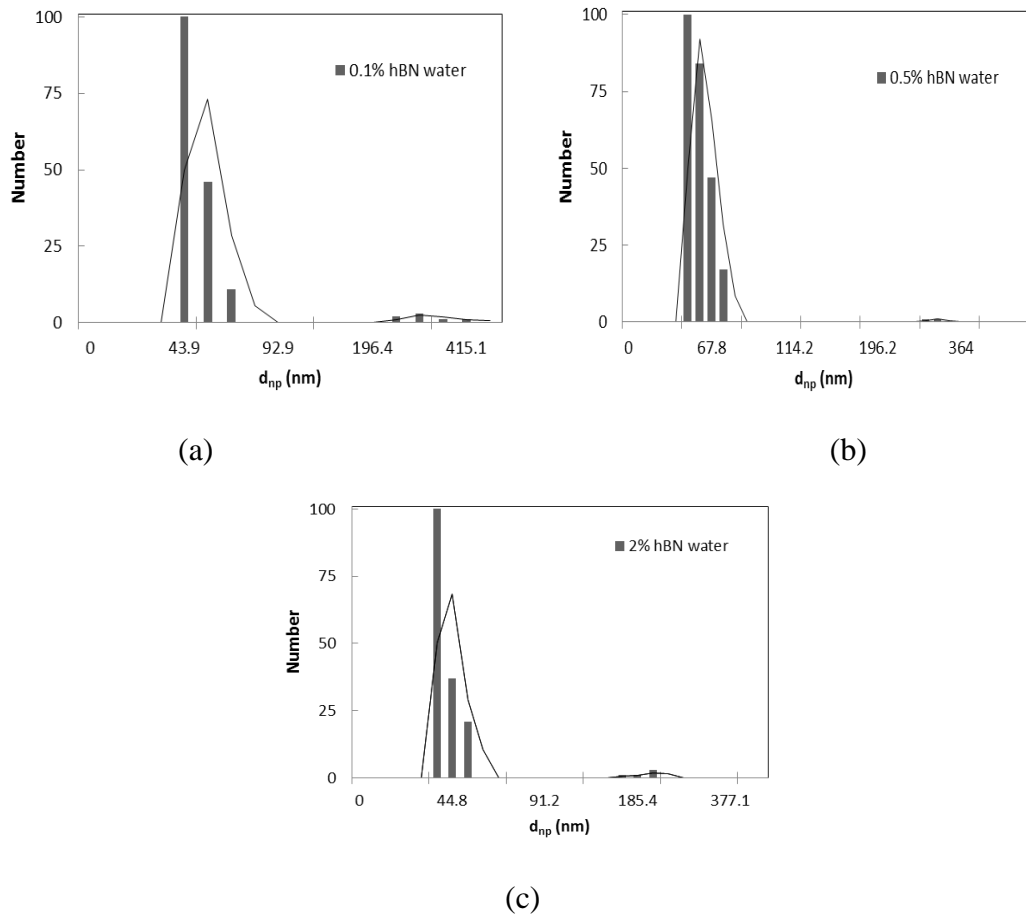 100
75
50
25
0
Number
0.1% hBN water
0 43.9 92.9 196.4 415.1
dnp (nm)
(a)
100
75
50
25
0
Number
0.5% hBN water
0 67.8 114.2 196.2 364
dnp (nm)
(b)
100
75
50
25
0
Number
2% hBN water
0 44.8 91.2 185.4 377.1
dnp (nm)
(c)